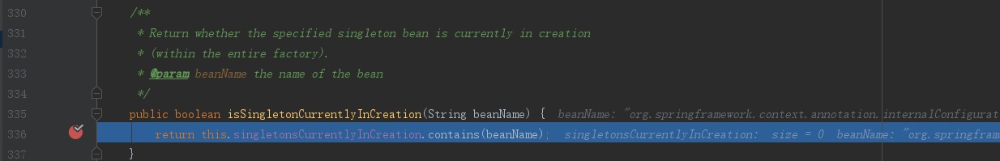 330 /**
331 * Return whether the specified singleton bean is currently in creation
332 * (within the entire factory).
333 * @param beanName the name of the bean
334 */
335 public boolean isSingletonCurrentlyInCreation(String beanName) { beanName: "org.springframework.context.annotation.internalConfigurat
336 return this.singletonsCurrentlyInCreation.contains(beanName); singletonsCurrentlyInCreation: size = 0 beanName: "org.springfram
337 }